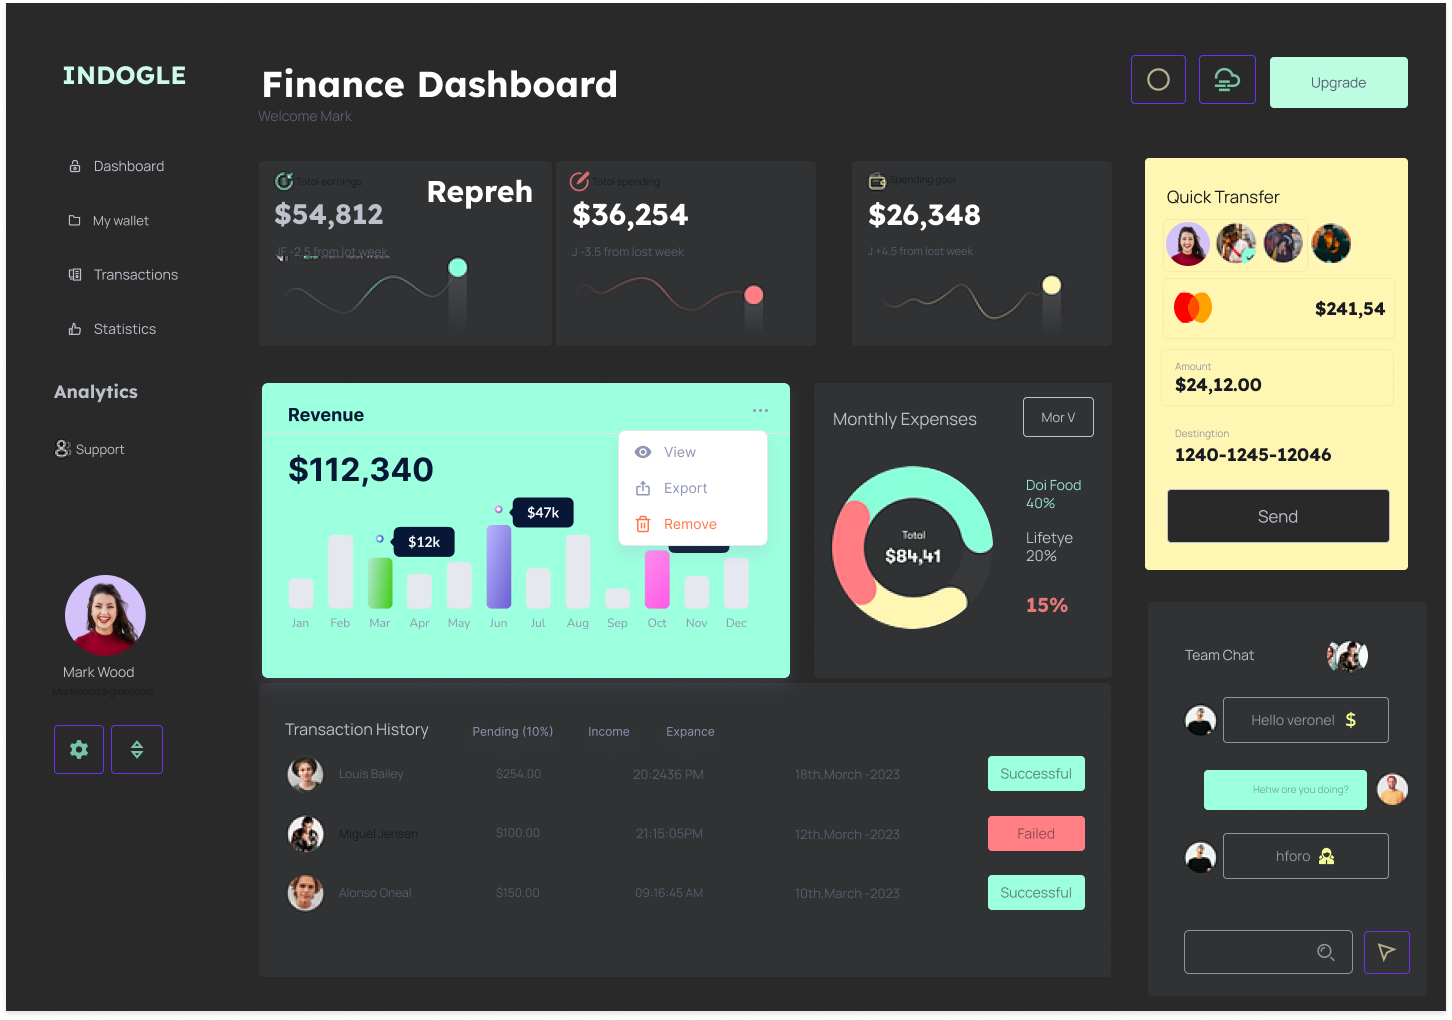 INDOGLE
Finance Dashboard
Welcome Mark
Upgrade
Dashboard
My wallet
Transactions
Statistics
Analytics
Support
Mark Wood
Morkwood@gmoil.com
Total earnings
Repreh
$54,812
-2.5 from lot week
Total spending
$36,254
J -3.5 from lost week
Spending gool
$26,348
J +4.5 from lost week
Quick Transfer
$241,54
Amount
$24,12.00
Destingtion
1240-1245-12046
Send
Revenue
$112,340
View
Export
Remove
$12k
$47k
Jan Feb Mar Apr May Jun Jul Aug Sep Oct Nov Dec
Monthly Expenses
Mor V
Total
$84,41
Doi Food
40%
Lifetye
20%
15%
Transaction History Pending (10%) Income Expance
Louis Bailey $254.00 20:2436 PM 18th,Morch -2023 Successful
Miguel Jensen $100.00 21:15:05PM 12th,Morch -2023 Failed
Alonso Oneal $150.00 09:16:45 AM 10th,March -2023 Successful
Team Chat
Hello veronel $
Hehw ore you doing?
hforo